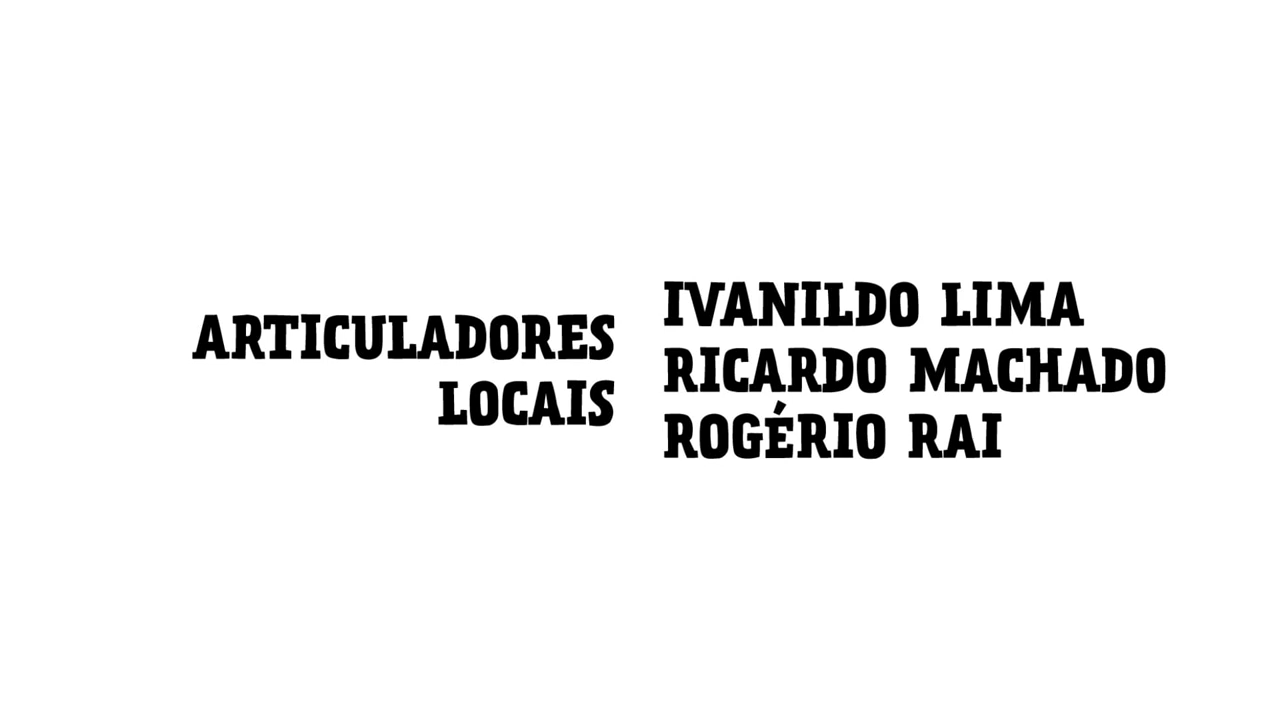 ARTICULADORES
LOCAIS
IVANILDO LIMA
RICARDO MACHADO
ROGÉRIO RAI